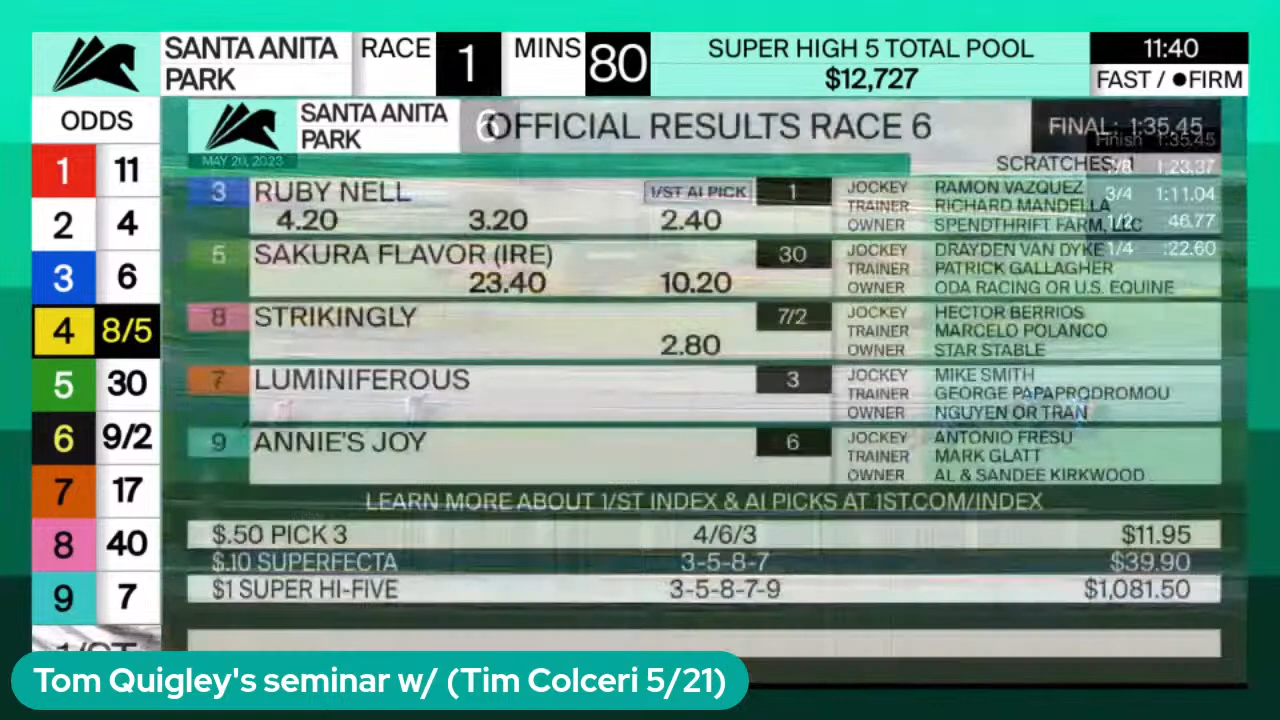 SANTA ANITA PARK
RACE 1
MINS 80
SUPER HIGH 5 TOTAL POOL
$12,727
11:40
FAST / ●FIRM
ODDS
1 11
2 4
3 6
4 8/5
5 30
6 9/2
7 17
8 40
9 7
1/ST
SANTA ANITA PARK
6
OFFICIAL RESULTS RACE 6
FINAL: 1:35.45
Finish 1:35.45
MAY 20, 2023
SCRATCHES: 1
7/8 1:23.37
3/4 1:11.04
1/2 46.77
1/4 :22.60
3 RUBY NELL 1/ST AI PICK 1
4.20 3.20 2.40
JOCKEY RAMON VAZQUEZ
TRAINER RICHARD MANDELLA
OWNER SPENDTHRIFT FARM, LLC
5 SAKURA FLAVOR (IRE) 30
23.40 10.20
JOCKEY DRAYDEN VAN DYKE
TRAINER PATRICK GALLAGHER
OWNER ODA RACING OR U.S. EQUINE
8 STRIKINGLY 7/2
2.80
JOCKEY HECTOR BERRIOS
TRAINER MARCELO POLANCO
OWNER STAR STABLE
7 LUMINIFEROUS 3
JOCKEY MIKE SMITH
TRAINER GEORGE PAPAPRODROMOU
OWNER NGUYEN OR TRAN
9 ANNIE'S JOY 6
JOCKEY ANTONIO FRESU
TRAINER MARK GLATT
OWNER AL & SANDEE KIRKWOOD
LEARN MORE ABOUT 1/ST INDEX & AI PICKS AT 1ST.COM/INDEX
$.50 PICK 3 4/6/3 $11.95
$.10 SUPERFECTA 3-5-8-7 $39.90
$1 SUPER HI-FIVE 3-5-8-7-9 $1,081.50
Tom Quigley's seminar w/ (Tim Colceri 5/21)